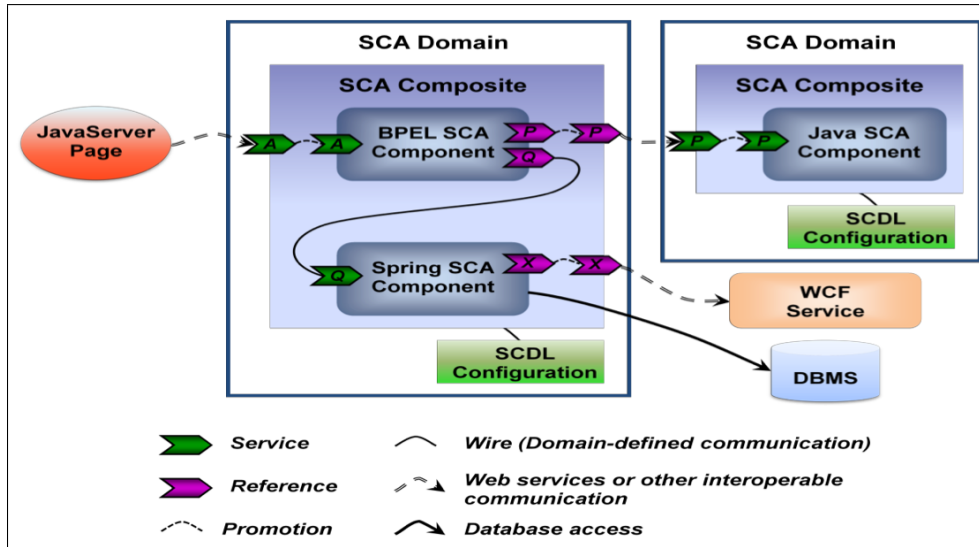 SCA Domain
SCA Composite
JavaServer
Page
A
A
BPEL SCA
Component
P
P
Q
Q
Spring SCA
Component
X
X
SCDL
Configuration
SCA Domain
SCA Composite
P
P
Java SCA
Component
SCDL
Configuration
WCF
Service
DBMS
Service
Wire (Domain-defined communication)
Reference
Web services or other interoperable
communication
Promotion
Database access